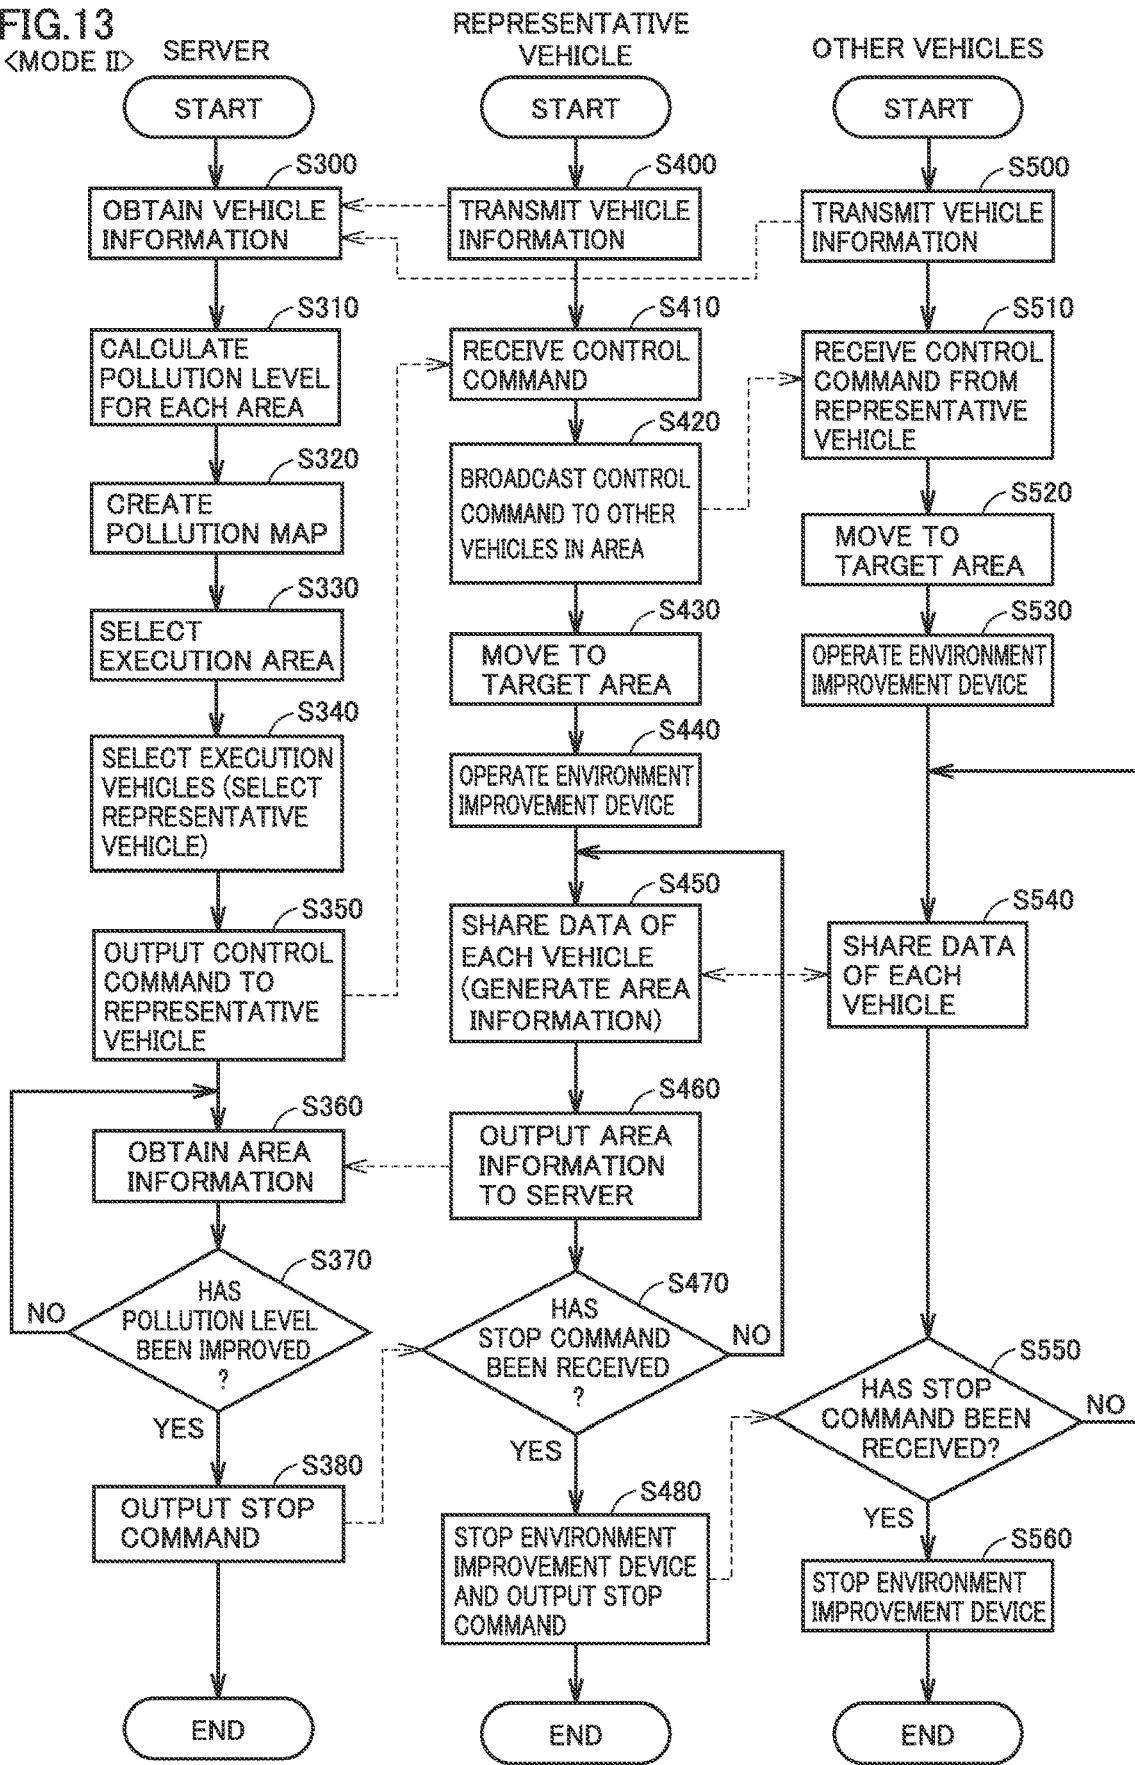 FIG.13
<MODE II>
SERVER
START
S300
OBTAIN VEHICLE
INFORMATION
S310
CALCULATE
POLLUTION LEVEL
FOR EACH AREA
S320
CREATE
POLLUTION MAP
S330
SELECT
EXECUTION AREA
S340
SELECT EXECUTION
VEHICLES (SELECT
REPRESENTATIVE
VEHICLE)
S350
OUTPUT CONTROL
COMMAND TO
REPRESENTATIVE
VEHICLE
S360
OBTAIN AREA
INFORMATION
S370
HAS
POLLUTION LEVEL
BEEN IMPROVED
?
NO
YES
S380
OUTPUT STOP
COMMAND
END
REPRESENTATIVE
VEHICLE
START
S400
TRANSMIT VEHICLE
INFORMATION
S410
RECEIVE CONTROL
COMMAND
S420
BROADCAST CONTROL
COMMAND TO OTHER
VEHICLES IN AREA
S430
MOVE TO
TARGET AREA
S440
OPERATE ENVIRONMENT
IMPROVEMENT DEVICE
S450
SHARE DATA OF
EACH VEHICLE
(GENERATE AREA
INFORMATION)
S460
OUTPUT AREA
INFORMATION
TO SERVER
S470
HAS
STOP COMMAND
BEEN RECEIVED
?
NO
YES
S480
STOP ENVIRONMENT
IMPROVEMENT DEVICE
AND OUTPUT STOP
COMMAND
END
OTHER VEHICLES
START
S500
TRANSMIT VEHICLE
INFORMATION
S510
RECEIVE CONTROL
COMMAND FROM
REPRESENTATIVE
VEHICLE
S520
MOVE TO
TARGET AREA
S530
OPERATE ENVIRONMENT
IMPROVEMENT DEVICE
S540
SHARE DATA
OF EACH
VEHICLE
S550
HAS STOP
COMMAND BEEN
RECEIVED?
NO
YES
S560
STOP ENVIRONMENT
IMPROVEMENT DEVICE
END